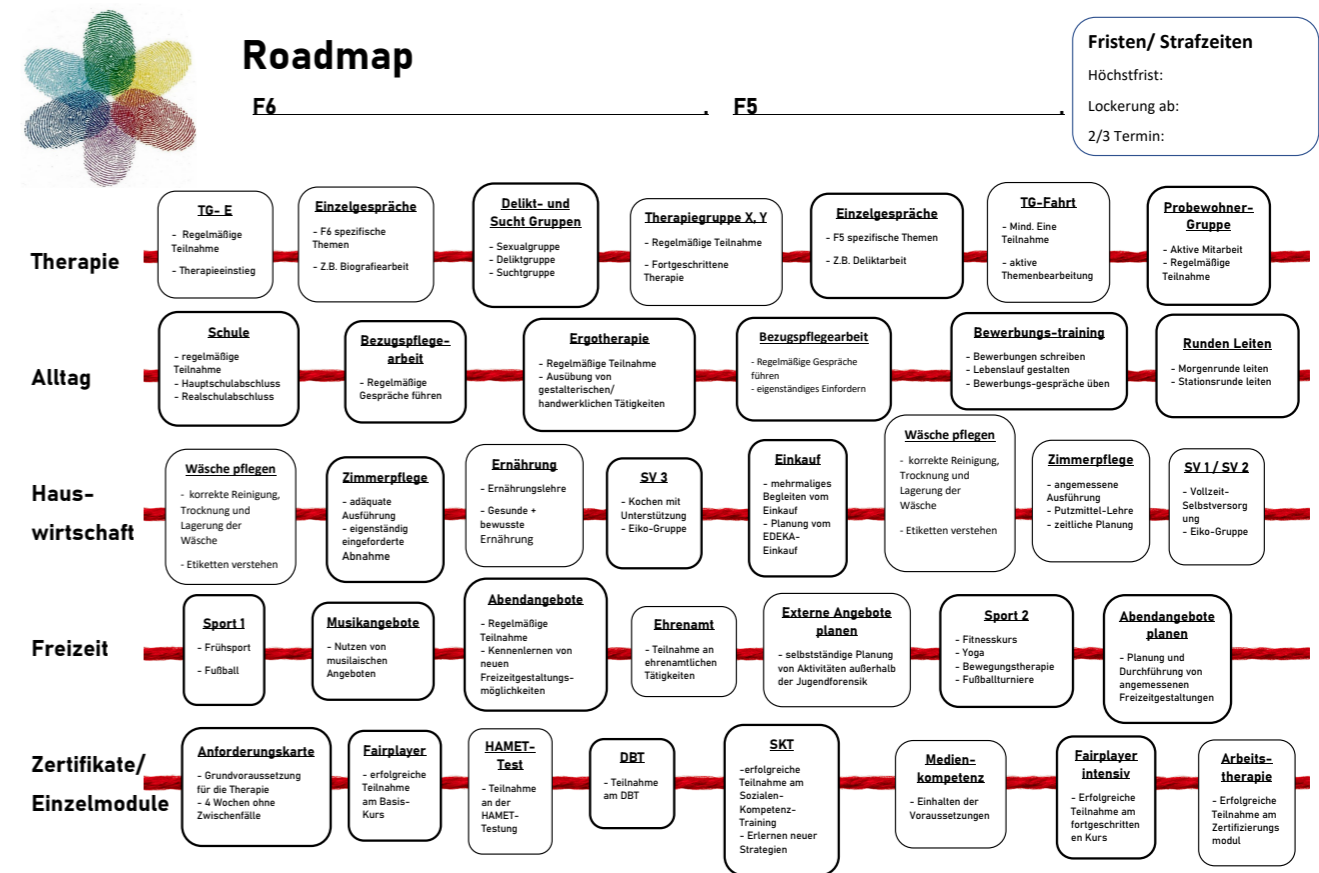 Roadmap
F6 . F5 .
Fristen/ Strafzeiten
Höchstfrist:
Lockerung ab:
2/3 Termin:
Therapie
TG- E
- Regelmäßige
Teilnahme
- Therapieeinstieg
Einzelgespräche
- F6 spezifische
Themen
- Z.B. Biografiearbeit
Delikt- und
Sucht Gruppen
- Sexualgruppe
- Deliktgruppe
- Suchtgruppe
Therapiegruppe X, Y
- Regelmäßige Teilnahme
- Fortgeschrittene
Therapie
Einzelgespräche
- F5 spezifische Themen
- Z.B. Deliktarbeit
TG-Fahrt
- Mind. Eine
Teilnahme
- aktive
Themenbearbeitung
Probewohner-
Gruppe
- Aktive Mitarbeit
- Regelmäßige
Teilnahme
Alltag
Schule
- regelmäßige
Teilnahme
- Hauptschulabschluss
- Realschulabschluss
Bezugspflege-
arbeit
- Regelmäßige
Gespräche führen
Ergotherapie
- Regelmäßige Teilnahme
- Ausübung von
gestalterischen/
handwerklichen Tätigkeiten
Bezugspflegearbeit
- Regelmäßige Gespräche
führen
- eigenständiges Einfordern
Bewerbungs-training
- Bewerbungen schreiben
- Lebenslauf gestalten
- Bewerbungs-gespräche üben
Runden Leiten
- Morgenrunde leiten
- Stationsrunde leiten
Haus-
wirtschaft
Wäsche pflegen
- korrekte Reinigung,
Trocknung und
Lagerung der
Wäsche
- Etiketten verstehen
Zimmerpflege
- adäquate
Ausführung
- eigenständig
eingeforderte
Abnahme
Ernährung
- Ernährungslehre
- Gesunde +
bewusste
Ernährung
SV 3
- Kochen mit
Unterstützung
- Eiko-Gruppe
Einkauf
- mehrmaliges
Begleiten vom
Einkauf
- Planung vom
EDEKA-
Einkauf
Wäsche pflegen
- korrekte Reinigung,
Trocknung und
Lagerung der
Wäsche
- Etiketten verstehen
Zimmerpflege
- angemessene
Ausführung
- Putzmittel-Lehre
- zeitliche Planung
SV 1 / SV 2
- Vollzeit-
Selbstversorg
ung
- Eiko-Gruppe
Freizeit
Sport 1
- Frühsport
- Fußball
Musikangebote
- Nutzen von
musilaischen
Angeboten
Abendangebote
- Regelmäßige
Teilnahme
- Kennenlernen von
neuen
Freizeitgestaltungs-
möglichkeiten
Ehrenamt
- Teilnahme an
ehrenamtlichen
Tätigkeiten
Externe Angebote
planen
- selbstständige Planung
von Aktivitäten außerhalb
der Jugendforensik
Sport 2
- Fitnesskurs
- Yoga
- Bewegungstherapie
- Fußballturniere
Abendangebote
planen
- Planung und
Durchführung von
angemessenen
Freizeitgestaltungen
Zertifikate/
Einzelmodule
Anforderungskarte
- Grundvoraussetzung
für die Therapie
- 4 Wochen ohne
Zwischenfälle
Fairplayer
- erfolgreiche
Teilnahme
am Basis-
Kurs
HAMET-
Test
- Teilnahme
an der
HAMET-
Testung
DBT
- Teilnahme
am DBT
SKT
-erfolgreiche
Teilnahme am
Sozialen-
Kompetenz-
Training
- Erlernen neuer
Strategien
Medien-
kompetenz
- Einhalten der
Voraussetzungen
Fairplayer
intensiv
- Erfolgreiche
Teilnahme am
fortgeschritten
en Kurs
Arbeits-
therapie
- Erfolgreiche
Teilnahme am
Zertifizierungs
modul